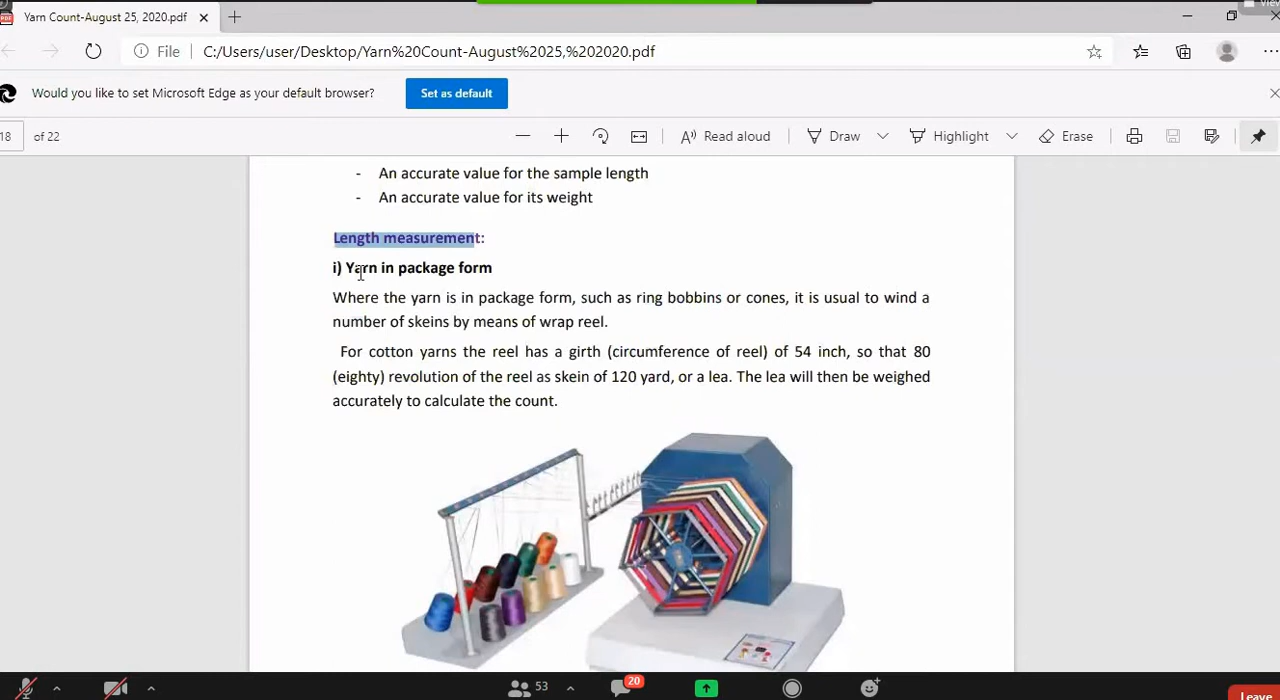 Yarn Count-August 25, 2020.pdf
File
C:/Users/user/Desktop/Yarn%20Count-August%2025,%202020.pdf
Would you like to set Microsoft Edge as your default browser?
Set as default
18 of 22
Read aloud
Draw
Highlight
Erase
- An accurate value for the sample length
- An accurate value for its weight
Length measurement:
i) Yarn in package form
Where the yarn is in package form, such as ring bobbins or cones, it is usual to wind a
number of skeins by means of wrap reel.
For cotton yarns the reel has a girth (circumference of reel) of 54 inch, so that 80
(eighty) revolution of the reel as skein of 120 yard, or a lea. The lea will then be weighed
accurately to calculate the count.
53
20
Leave